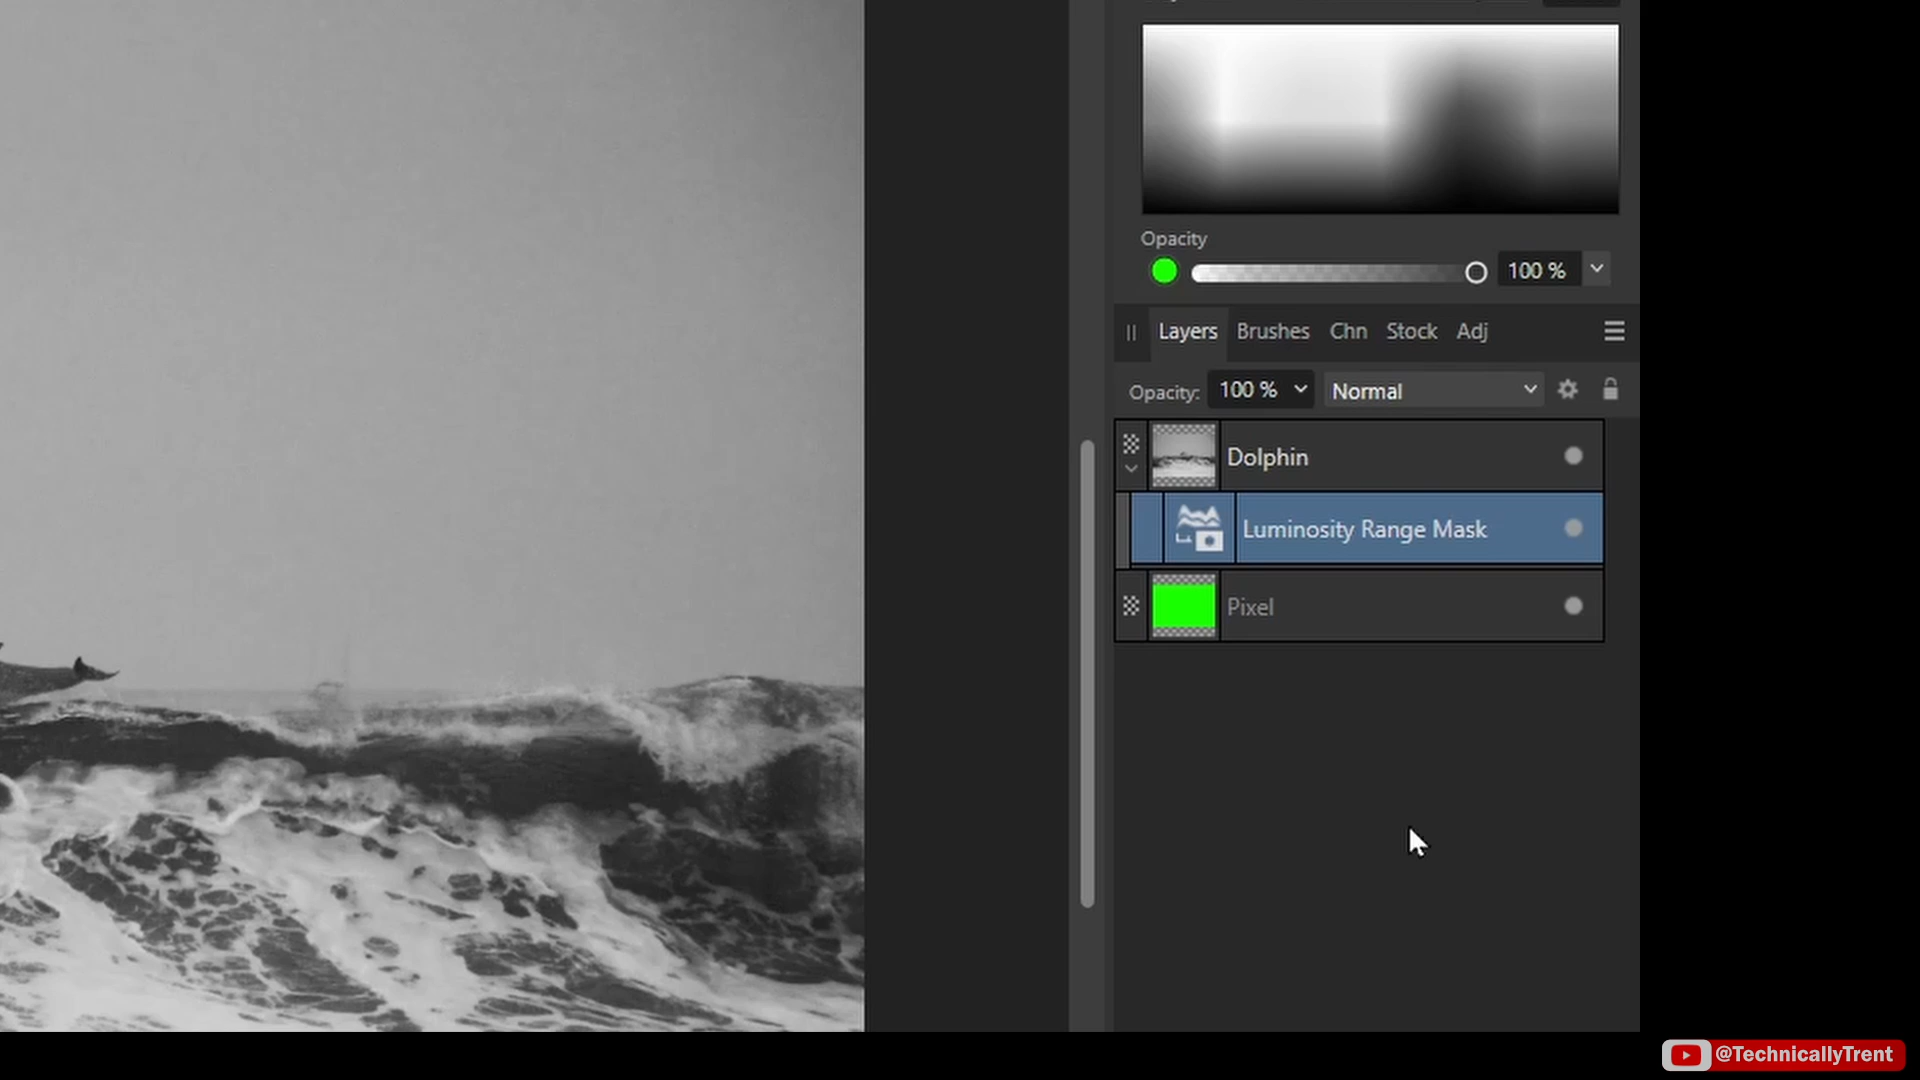 Opacity
100 %
Layers Brushes Chn Stock Adj
Opacity: 100 % Normal
Dolphin
Luminosity Range Mask
Pixel
@TechnicallyTrent